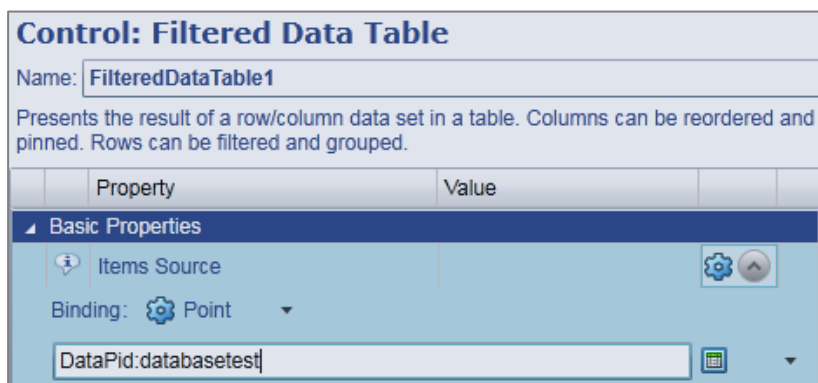 Control: Filtered Data Table
Name: FilteredDataTable1
Presents the result of a row/column data set in a table. Columns can be reordered and
pinned. Rows can be filtered and grouped.
Property Value
Basic Properties
Items Source
Binding: Point
DataPid:databasetest